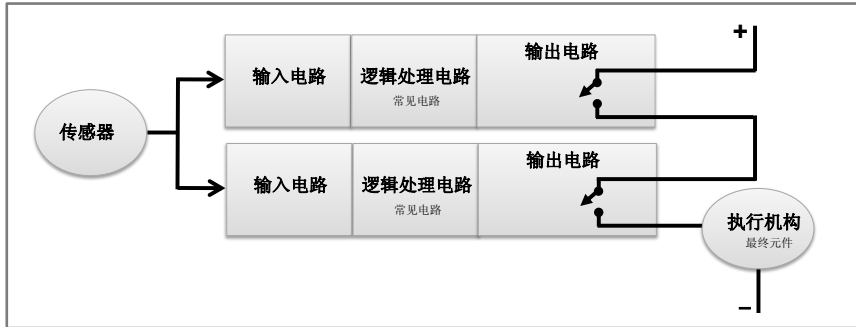 +
输入电路
逻辑处理电路
常见电路
输出电路
传感器
输入电路
逻辑处理电路
常见电路
输出电路
执行机构
最终元件
−